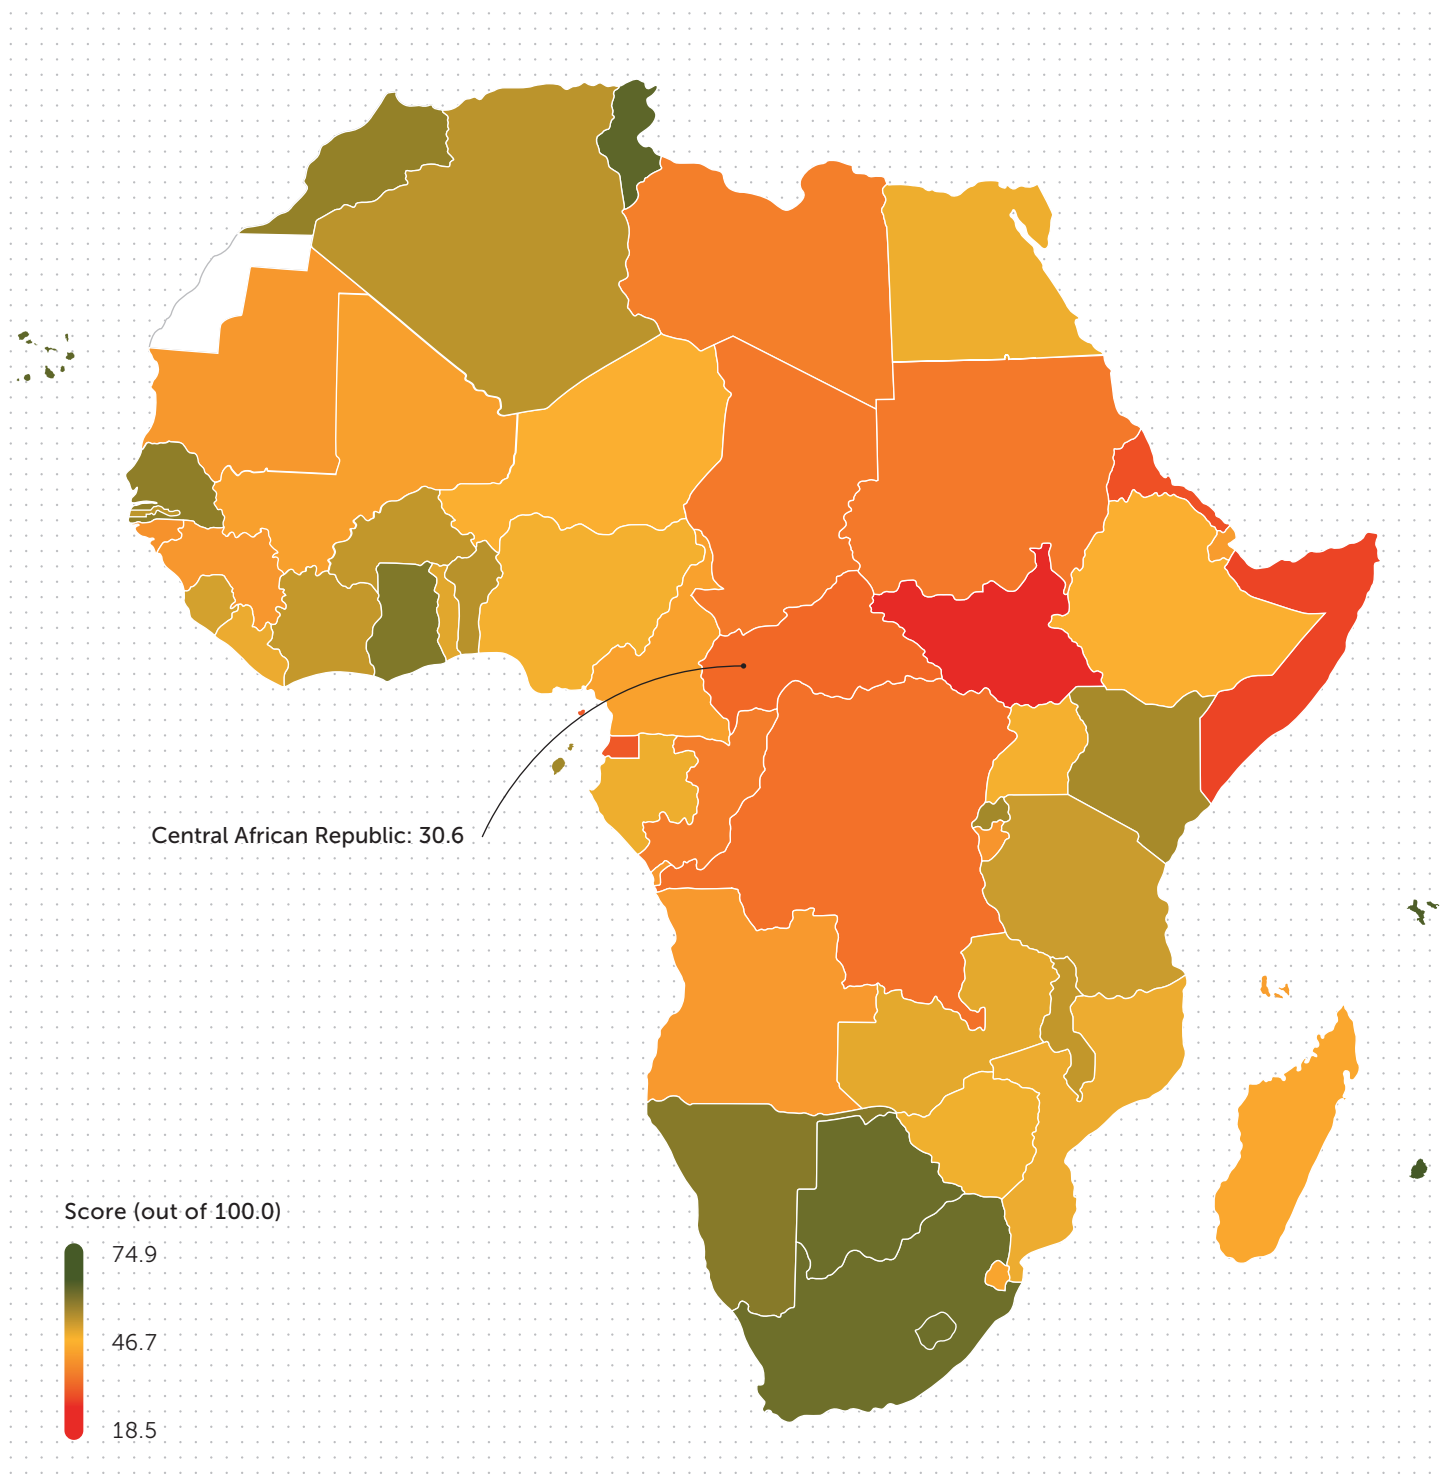 Central African Republic: 30.6
Score (out of 100.0)
74.9
46.7
18.5